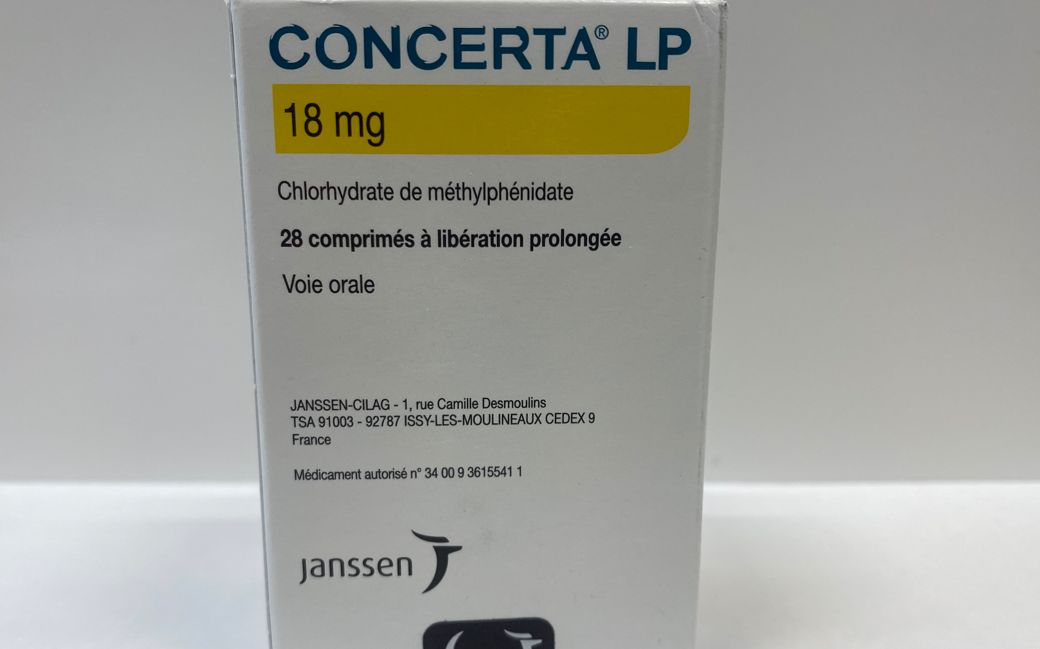 CONCERTA® LP
18 mg
Chlorhydrate de méthylphénidate
28 comprimés à libération prolongée
Voie orale
JANSSEN-CILAG - 1, rue Camille Desmoulins
TSA 91003 - 92787 ISSY-LES-MOULINEAUX CEDEX 9
France
Médicament autorisé n° 34 00 9 3615541 1
janssen